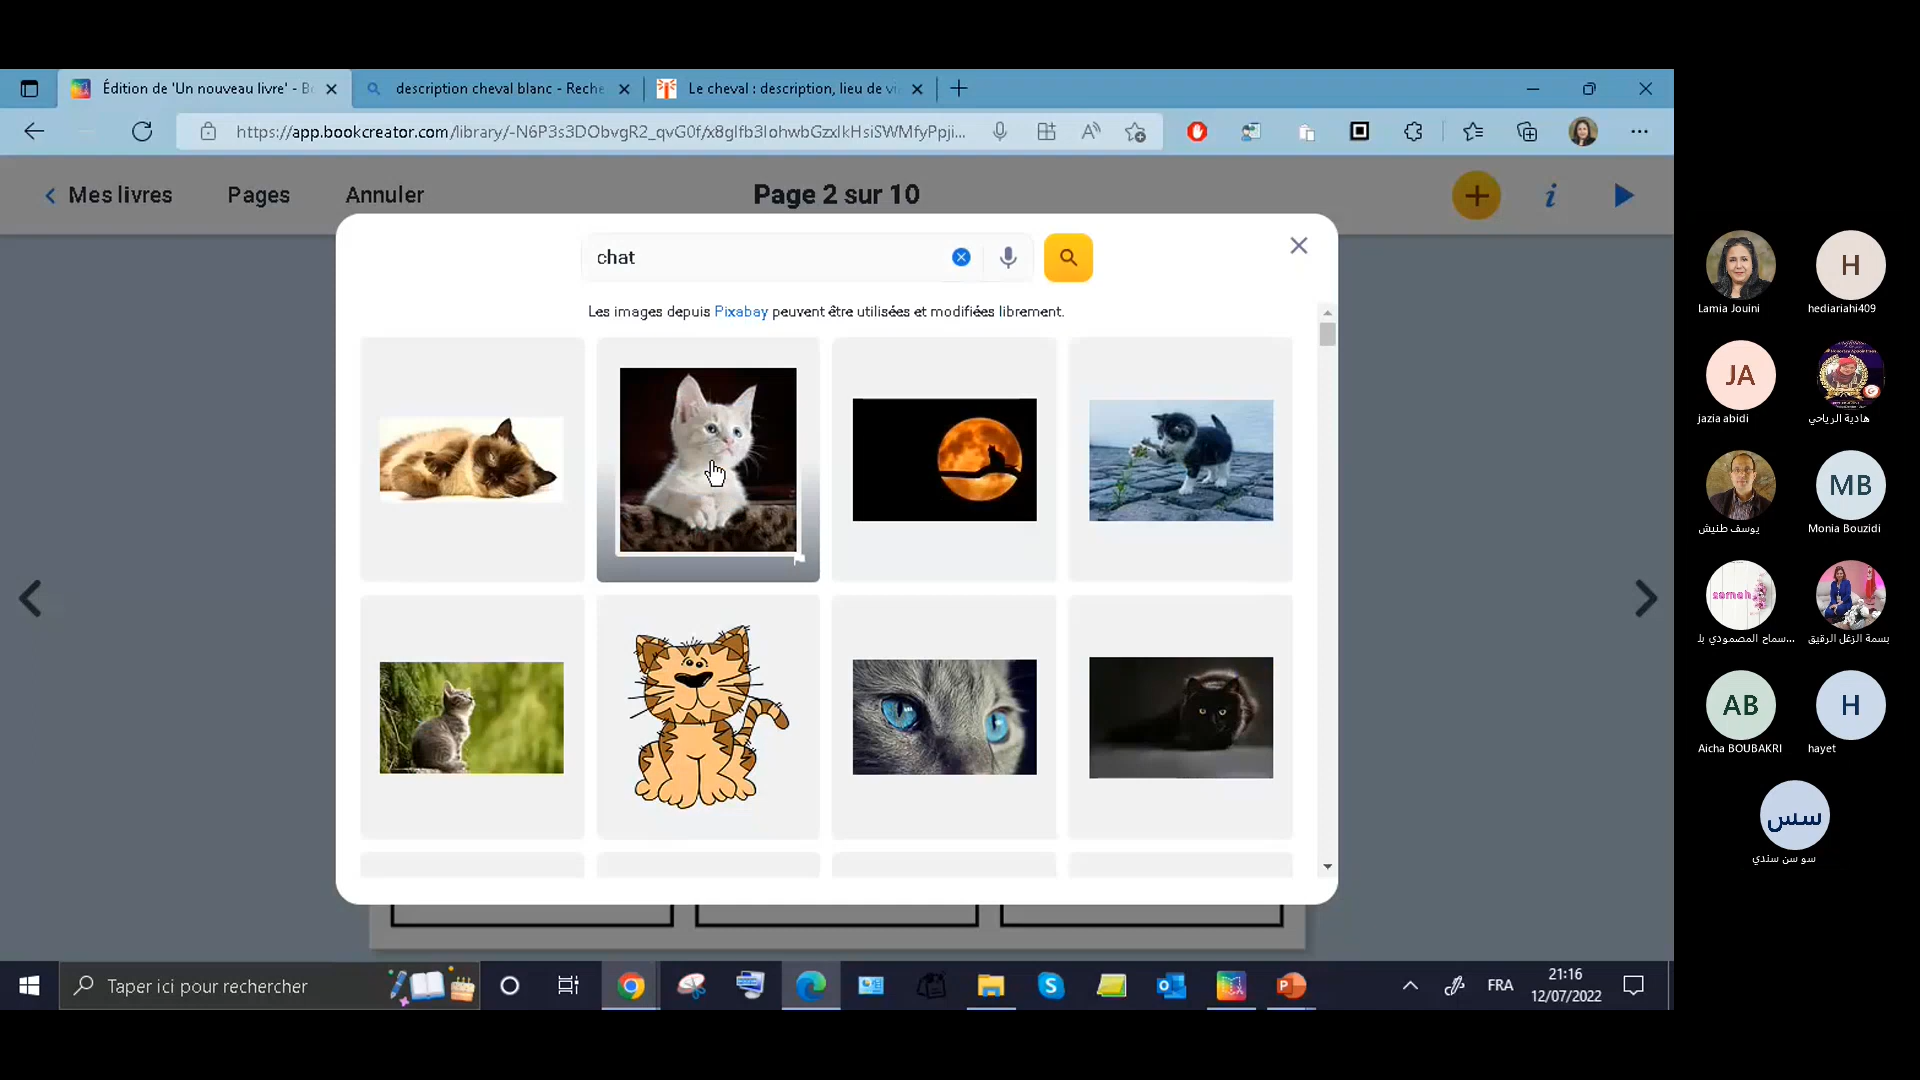 Édition de 'Un nouveau livre' - B
description cheval blanc - Reche
Le cheval : description, lieu de vi
https://app.bookcreator.com/library/-N6P3s3DObvgR2_qvG0f/x8glfb3IohwbGzxlkHsiSWMfyPpji...
Mes livres
Pages
Annuler
Page 2 sur 10
chat
Les images depuis Pixabay peuvent être utilisées et modifiées librement.
Lamia Jouini
H
hediariahi409
JA
jazia abidi
هادية الرياحي
يوسف طنيش
MB
Monia Bouzidi
samah
سماح المصمودي بل...
بسمة الزغل الرقيق
AB
Aicha BOUBAKRI
H
hayet
سس
سو سن سندي
Taper ici pour rechercher
FRA
21:16
12/07/2022